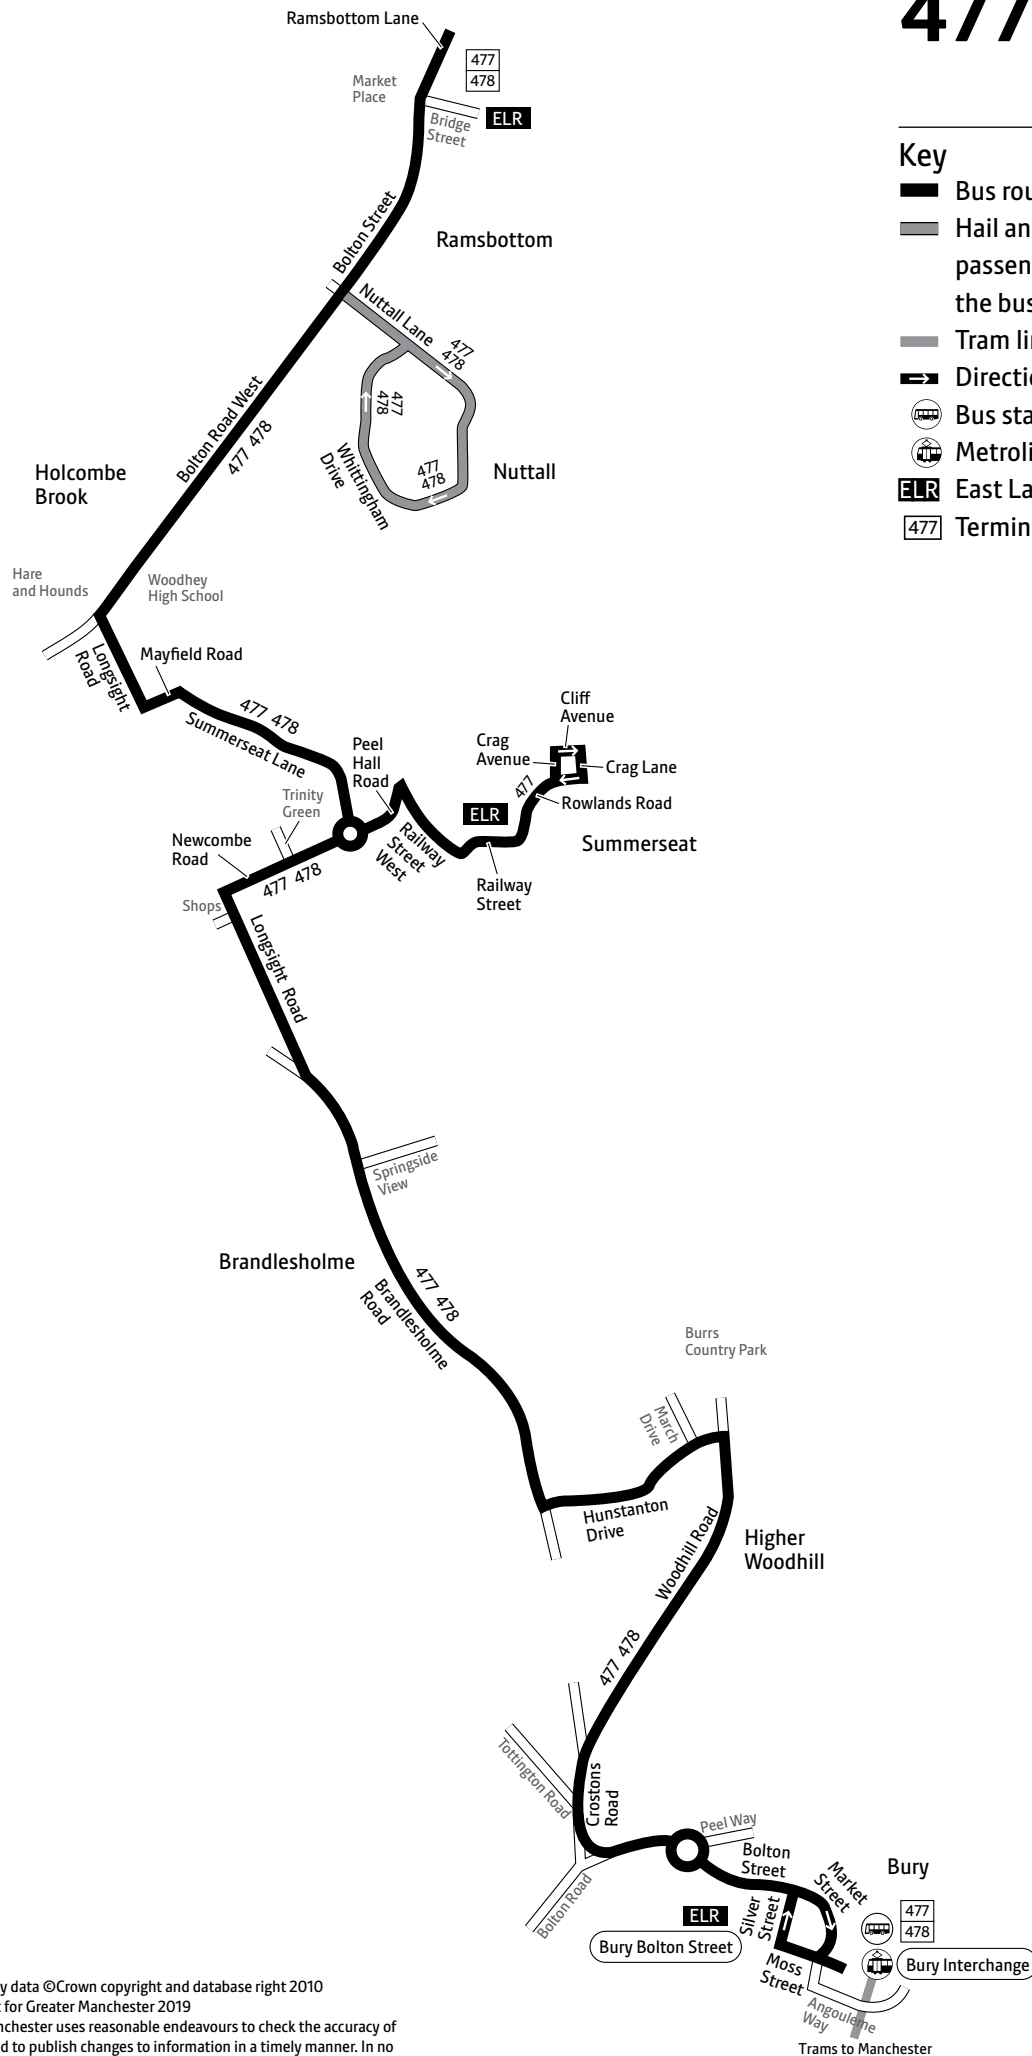 477
Ramsbottom Lane
477
478
Market
Place
Bridge
Street
ELR
Bolton Street
Ramsbottom
Nuttall Lane
477
478
477
478
Whittingham
Drive
477
478
Nuttall
Bolton Road West
477 478
Holcombe
Brook
Hare
and Hounds
Woodhey
High School
Longsight
Road
Mayfield Road
477 478
Summerseat Lane
Cliff
Avenue
Crag
Avenue
Crag Lane
477
Rowlands Road
Peel
Hall
Road
Trinity
Green
ELR
Railway
Street
West
Summerseat
Newcombe
Road
477 478
Railway
Street
Shops
Longsight Road
Springside
View
Brandlesholme
477 478
Brandlesholme
Road
Burrs
Country Park
March
Drive
Hunstanton
Drive
Woodhill Road
Higher
Woodhill
477 478
Tottington Road
Crostons
Road
Peel Way
Bolton
Street
Market
Street
Bury
Bolton Road
ELR
Silver
Street
477
478
Bury Bolton Street
Moss
Street
Bury Interchange
Angouleme
Way
Trams to Manchester
Key
Bus rou
Hail an
passen
the bus
Tram li
Directi
Bus sta
Metroli
ELR East La
477 Termin
y data ©Crown copyright and database right 2010
t for Greater Manchester 2019
nchester uses reasonable endeavours to check the accuracy of
d to publish changes to information in a timely manner. In no